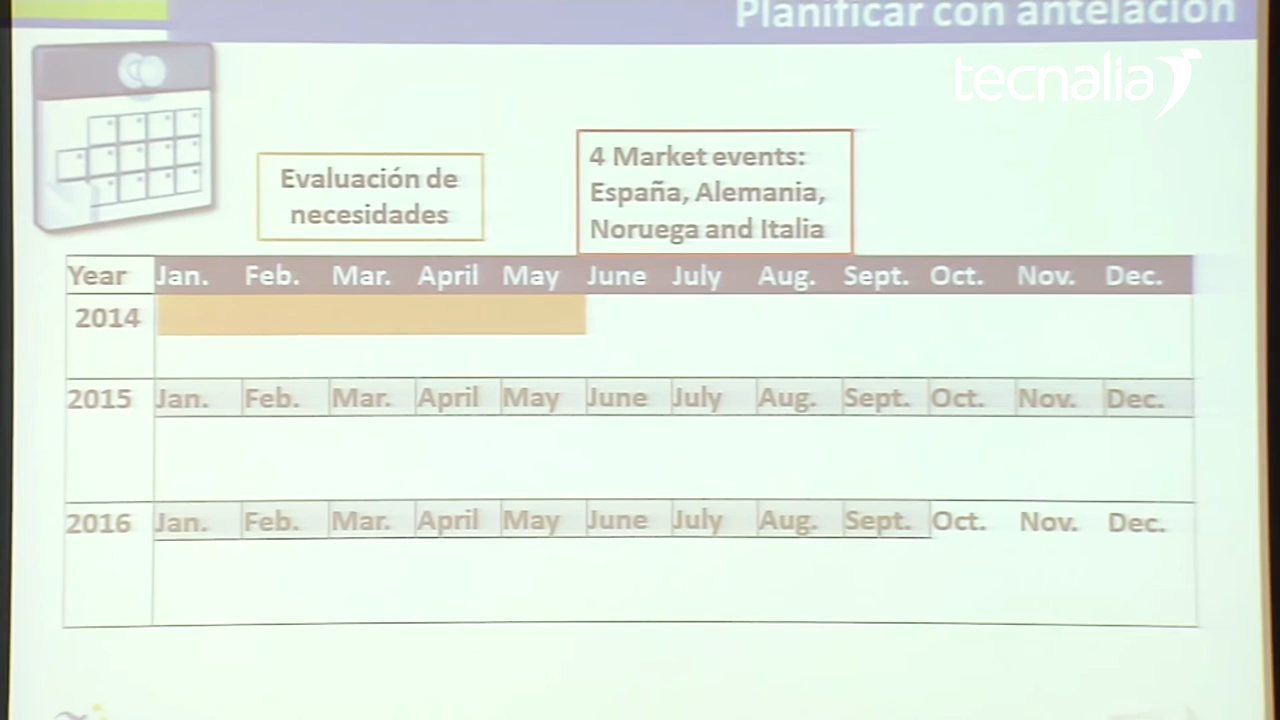 Planificar con antelación
tecnalia
Evaluación de
necesidades
4 Market events:
España, Alemania,
Noruega and Italia
Year Jan. Feb. Mar. April May June July Aug. Sept. Oct. Nov. Dec.
2014
2015 Jan. Feb. Mar. April May June July Aug. Sept. Oct. Nov. Dec.
2016 Jan. Feb. Mar. April May June July Aug. Sept. Oct. Nov. Dec.